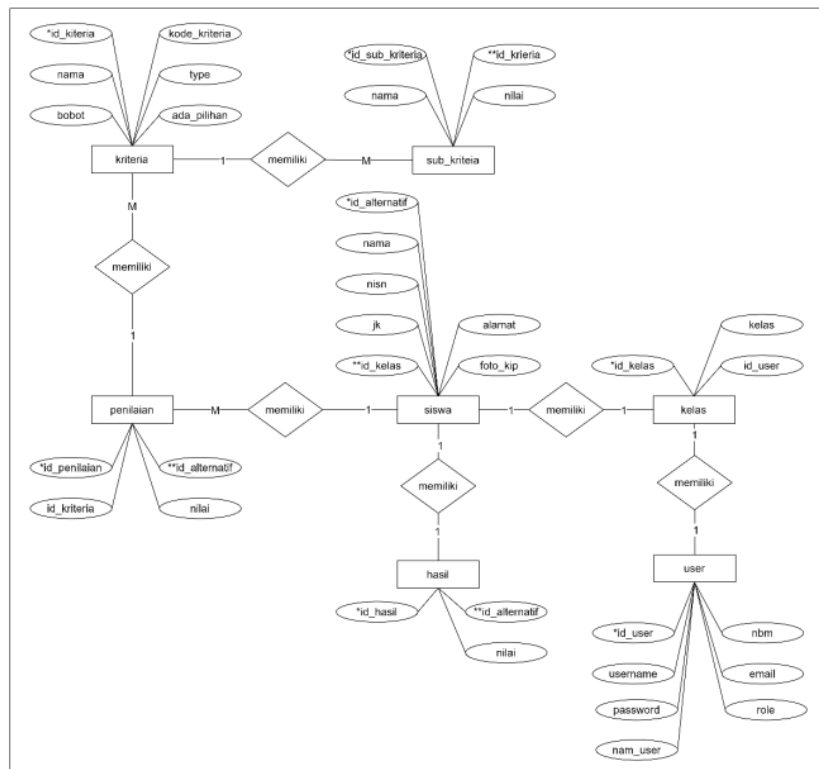 *id_kiteria
kode_kriteria
nama
type
bobot
ada_pilihan
*id_sub_kriteria
**id_krieria
nama
nilai
kriteria
1
memiliki
M
sub_kriteia
M
memiliki
1
*id_alternatif
nama
nisn
jk
alamat
**id_kelas
foto_kip
kelas
*id_kelas
id_user
penilaian
M
memiliki
1
siswa
1
memiliki
1
kelas
*id_penilaian
**id_alternatif
id_kriteria
nilai
1
memiliki
1
hasil
*id_hasil
**id_alternatif
nilai
1
memiliki
1
user
*id_user
nbm
username
email
password
role
nam_user